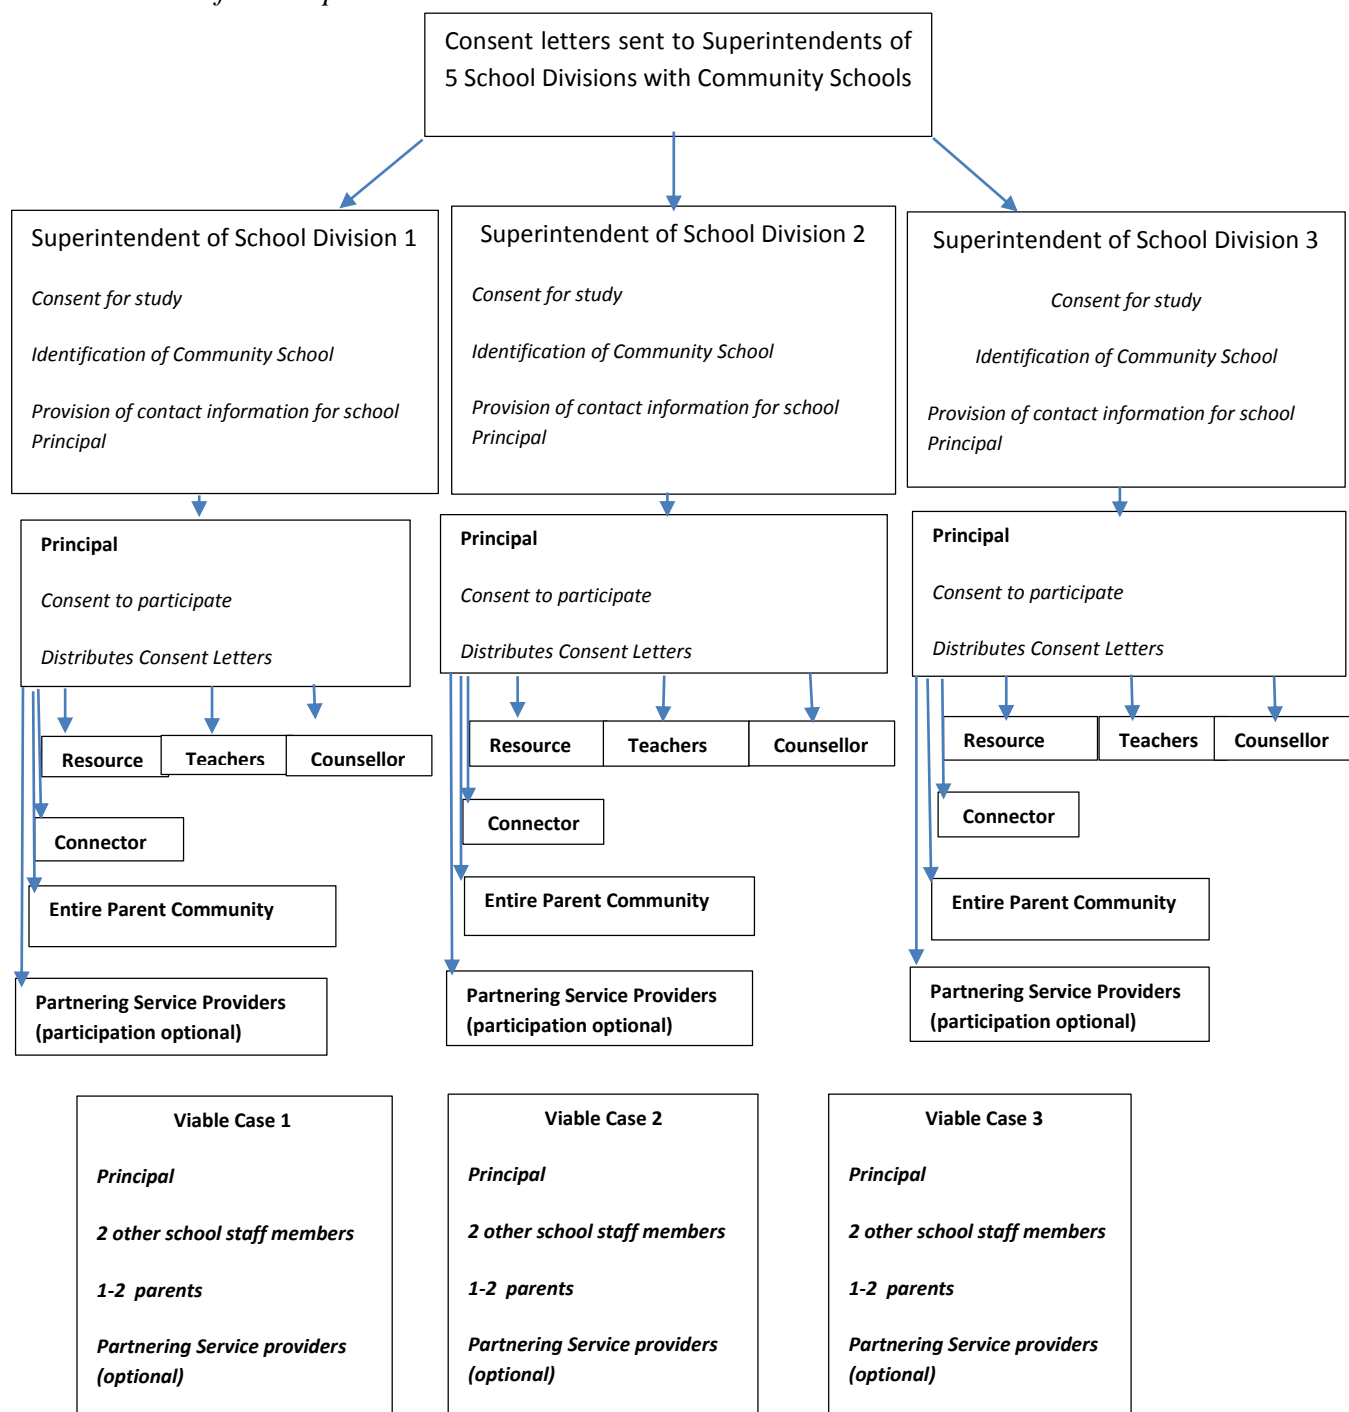 Consent letters sent to Superintendents of
5 School Divisions with Community Schools
Superintendent of School Division 1
Consent for study
Identification of Community School
Provision of contact information for school
Principal
Superintendent of School Division 2
Consent for study
Identification of Community School
Provision of contact information for school
Principal
Superintendent of School Division 3
Consent for study
Identification of Community School
Provision of contact information for school
Principal
Principal
Consent to participate
Distributes Consent Letters
Principal
Consent to participate
Distributes Consent Letters
Principal
Consent to participate
Distributes Consent Letters
Resource
Teachers
Counsellor
Resource
Teachers
Counsellor
Resource
Teachers
Counsellor
Connector
Connector
Connector
Entire Parent Community
Entire Parent Community
Entire Parent Community
Partnering Service Providers
(participation optional)
Partnering Service Providers
(participation optional)
Partnering Service Providers
(participation optional)
Viable Case 1
Principal
2 other school staff members
1-2 parents
Partnering Service providers
(optional)
Viable Case 2
Principal
2 other school staff members
1-2 parents
Partnering Service providers
(optional)
Viable Case 3
Principal
2 other school staff members
1-2 parents
Partnering Service providers
(optional)